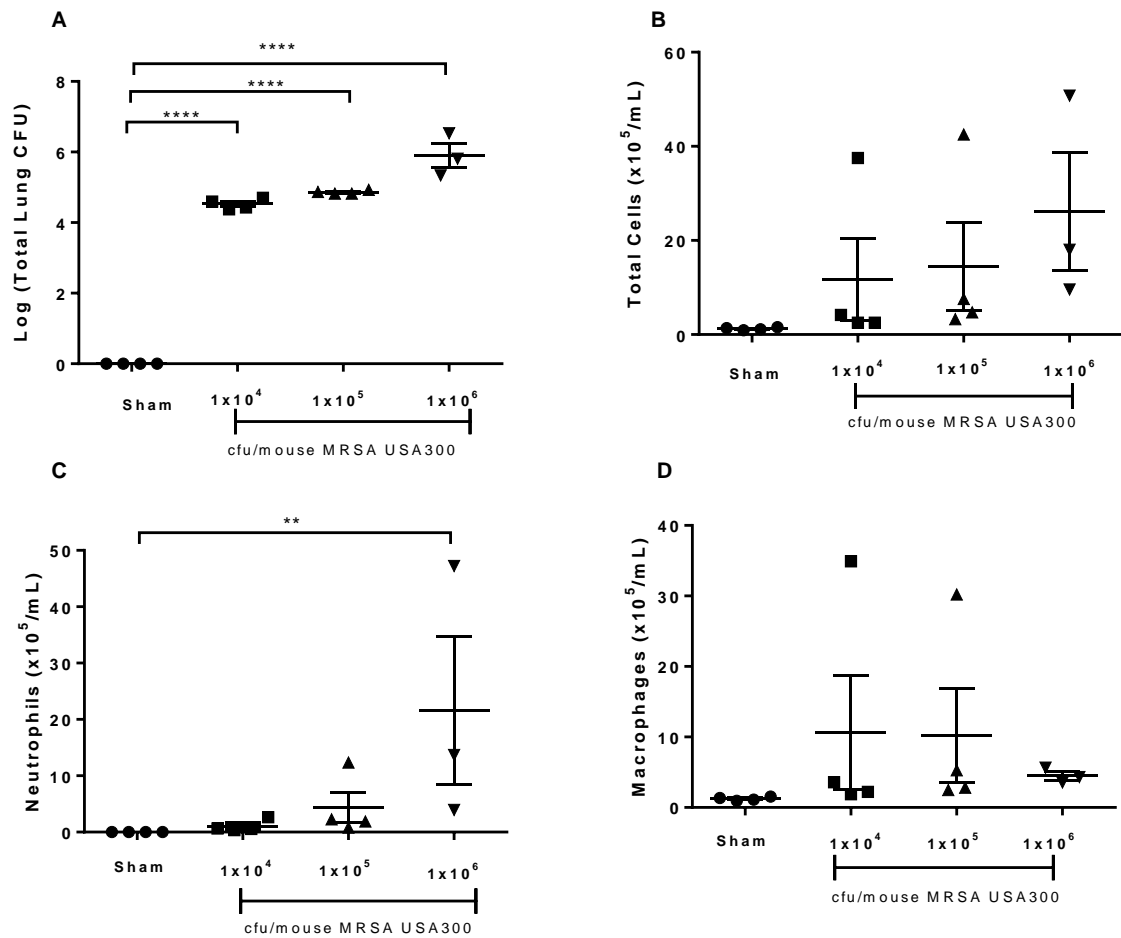 A
Log (Total Lung CFU)
8
6
4
2
0
****
****
****
Sham
1x10^4
1x10^5
1x10^6
cfu/mouse MRSA USA300
B
Total Cells (x10^5/mL)
60
40
20
0
Sham
1x10^4
1x10^5
1x10^6
cfu/mouse MRSA USA300
C
Neutrophils (x10^5/mL)
50
40
30
20
10
0
**
Sham
1x10^4
1x10^5
1x10^6
cfu/mouse MRSA USA300
D
Macrophages (x10^5/mL)
40
30
20
10
0
Sham
1x10^4
1x10^5
1x10^6
cfu/mouse MRSA USA300